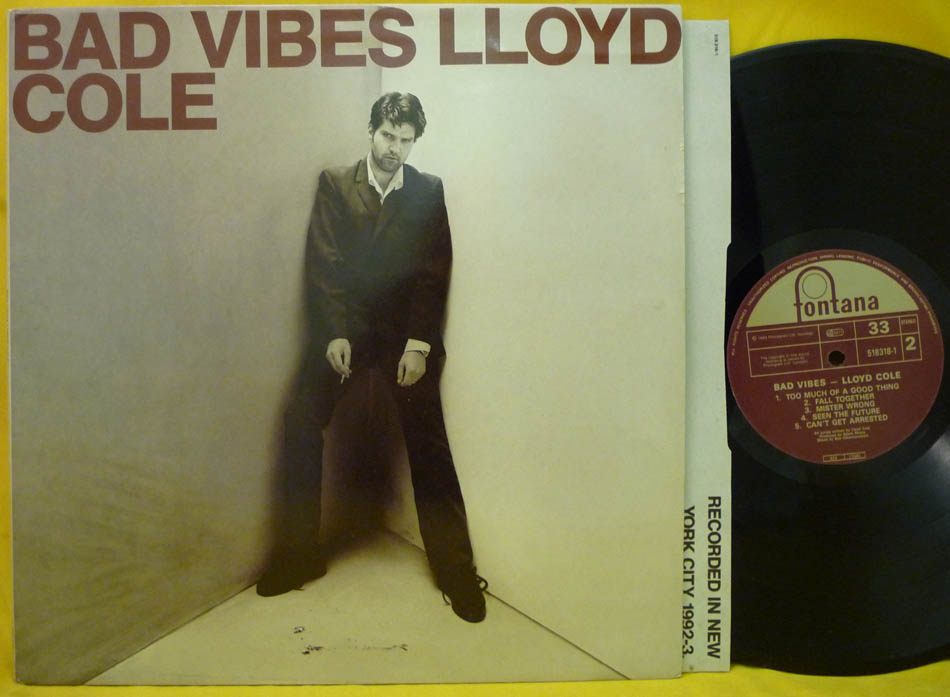 BAD VIBES LLOYD
COLE
RECORDED IN NEW
YORK CITY 1992-3.
fontana
33
STEREO
2
518318-1
BAD VIBES — LLOYD COLE
1. TOO MUCH OF A GOOD THING
2. FALL TOGETHER
3. MISTER WRONG
4. SEEN THE FUTURE
5. CAN'T GET ARRESTED